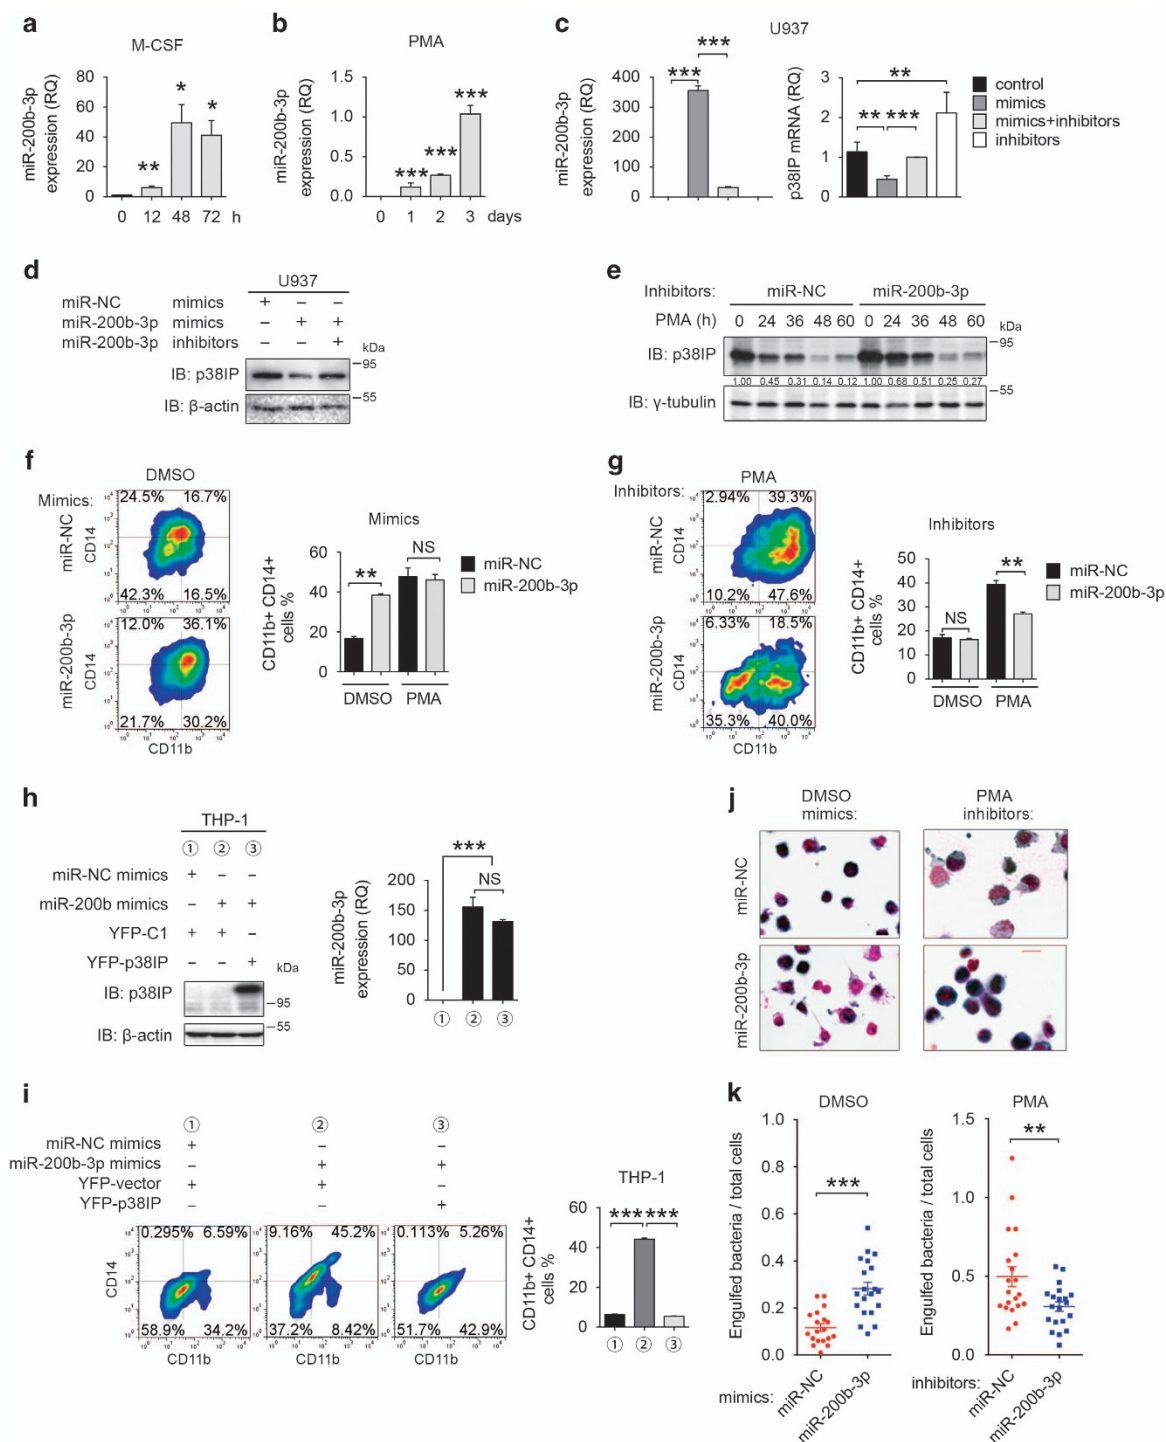 a
M-CSF
miR-200b-3p
expression (RQ)
80
60
40
20
0
**
*
*
0 12 48 72 h
b
PMA
miR-200b-3p
expression (RQ)
1.5
1.0
0.5
0.0
***
***
***
0 1 2 3 days
c
U937
miR-200b-3p
expression (RQ)
400
300
200
100
0
***
***
p38IP mRNA (RQ)
3
2
1
0
**
** ***
control
mimics
mimics+inhibitors
inhibitors
d
U937
miR-NC mimics + – –
miR-200b-3p mimics – + +
miR-200b-3p inhibitors – – +
kDa
IB: p38IP
95
IB: β-actin
55
e
Inhibitors: miR-NC miR-200b-3p
PMA (h) 0 24 36 48 60 0 24 36 48 60 kDa
IB: p38IP
95
1.00 0.45 0.31 0.14 0.12 1.00 0.68 0.51 0.25 0.27
IB: γ-tubulin
55
f
DMSO
Mimics:
24.5% 16.7%
miR-NC
CD14
42.3% 16.5%
12.0% 36.1%
miR-200b-3p
CD14
21.7% 30.2%
CD11b
Mimics
CD11b+ CD14+
cells %
60
40
20
0
**
NS
miR-NC
miR-200b-3p
DMSO PMA
g
PMA
Inhibitors:
2.94% 39.3%
miR-NC
CD14
10.2% 47.6%
6.33% 18.5%
miR-200b-3p
CD14
35.3% 40.0%
CD11b
Inhibitors
CD11b+ CD14+
cells %
50
40
30
20
10
0
NS
**
miR-NC
miR-200b-3p
DMSO PMA
h
THP-1
① ② ③
miR-NC mimics + – –
miR-200b mimics – + +
YFP-C1 + + –
YFP-p38IP – – +
kDa
IB: p38IP
95
IB: β-actin
55
miR-200b-3p
expression (RQ)
200
150
100
50
0
***
NS
① ② ③
i
① ② ③
miR-NC mimics + – –
miR-200b-3p mimics – + +
YFP-vector + + –
YFP-p38IP – – +
CD14
0.295% 6.59%
58.9% 34.2%
CD11b
9.16% 45.2%
37.2% 8.42%
CD11b
0.113% 5.26%
51.7% 42.9%
CD11b
THP-1
CD11b+ CD14+
cells %
60
40
20
0
*** ***
① ② ③
j
DMSO
mimics:
PMA
inhibitors:
miR-NC
miR-200b-3p
k
DMSO
Engulfed bacteria / total cells
1.0
0.8
0.6
0.4
0.2
0.0
***
mimics:
miR-NC
miR-200b-3p
PMA
Engulfed bacteria / total cells
1.5
1.0
0.5
0.0
**
inhibitors:
miR-NC
miR-200b-3p